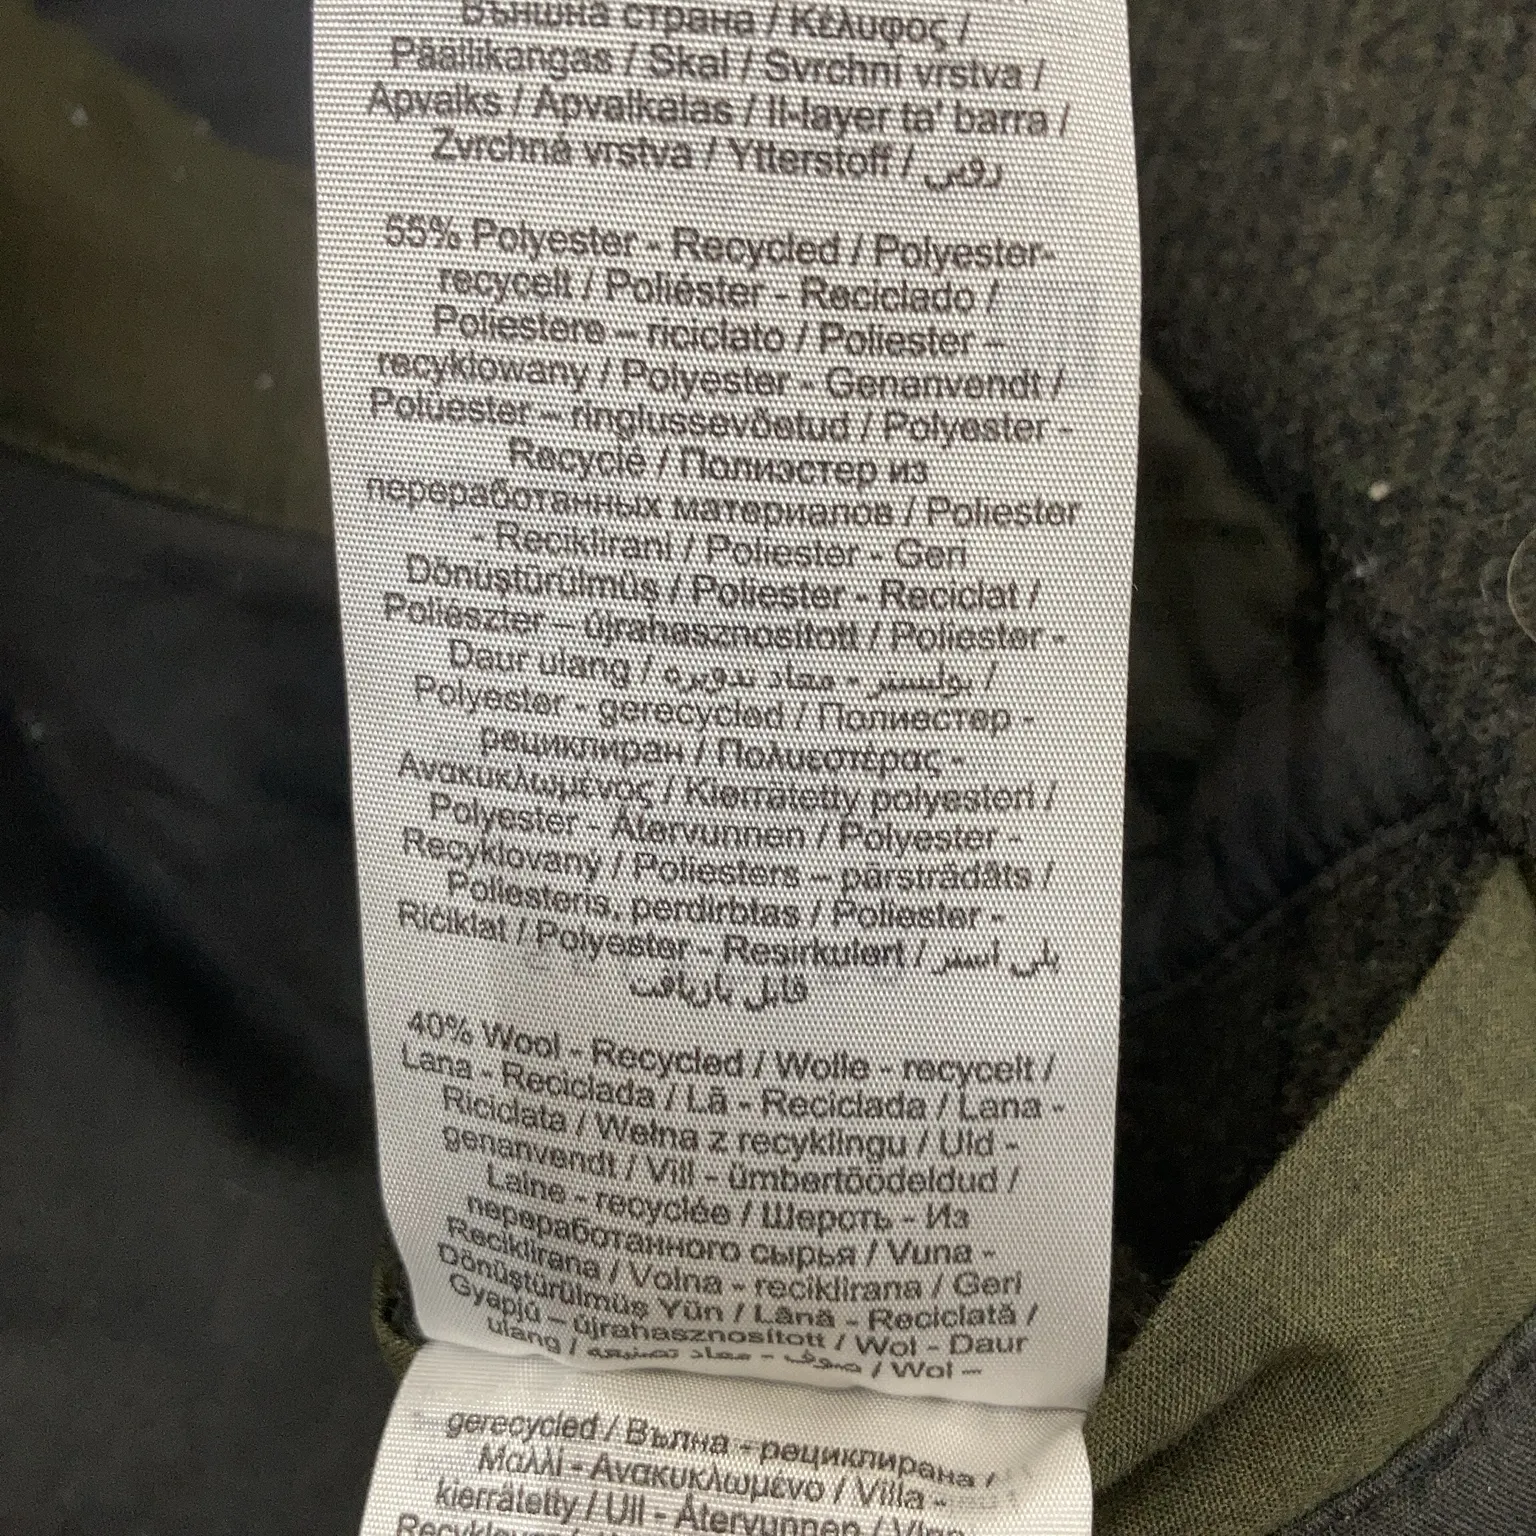 Външна страна / Κέλυφος /
Päällikangas / Skal / Svrchní vrstva /
Apvalks / Apvalkalas / Il-layer ta' barra /
Zvrchná vrstva / Ytterstoff / رویی
55% Polyester - Recycled / Polyester-
recycelt / Poliéster - Reciclado /
Poliestere – riciclato / Poliester –
recyklowany / Polyester - Genanvendt /
Polüester – ringlussevõetud / Polyester -
Recyclé / Полиэстер из
переработанных материалов / Poliester
- Reciklirani / Poliester - Geri
Dönüştürülmüş / Poliester - Reciclat /
Poliészter – újrahasznosított / Poliester -
Daur ulang / بوليستر - معاد تدويره /
Polyester - gerecycled / Полиестер -
рециклиран / Πολυεστέρας -
Ανακυκλωμένος / Kierrätetty polyesteri /
Polyester - Återvunnen / Polyester -
Recyklovaný / Poliesters – pārstrādāts /
Poliesteris, perdirbtas / Poliester -
Riċiklat / Polyester - Resirkulert / پلی استر
قابل بازیافت
40% Wool - Recycled / Wolle - recycelt /
Lana - Reciclada / Lã - Reciclada / Lana -
Riciclata / Wełna z recyklingu / Uld -
genanvendt / Vill - ümbertöödeldud /
Laine - recyclée / Шерсть - Из
переработанного сырья / Vuna -
Reciklirana / Volna - reciklirana / Geri
Dönüştürülmüş Yün / Lână - Reciclată /
Gyapjú – újrahasznosított / Wol - Daur
ulang / صوف - معاد تصنيعه / Wol –
gerecycled / Вълна - рециклирана /
Μαλλί - Ανακυκλωμένο / Villa -
kierrätetty / Ull - Återvunnen / Vlna